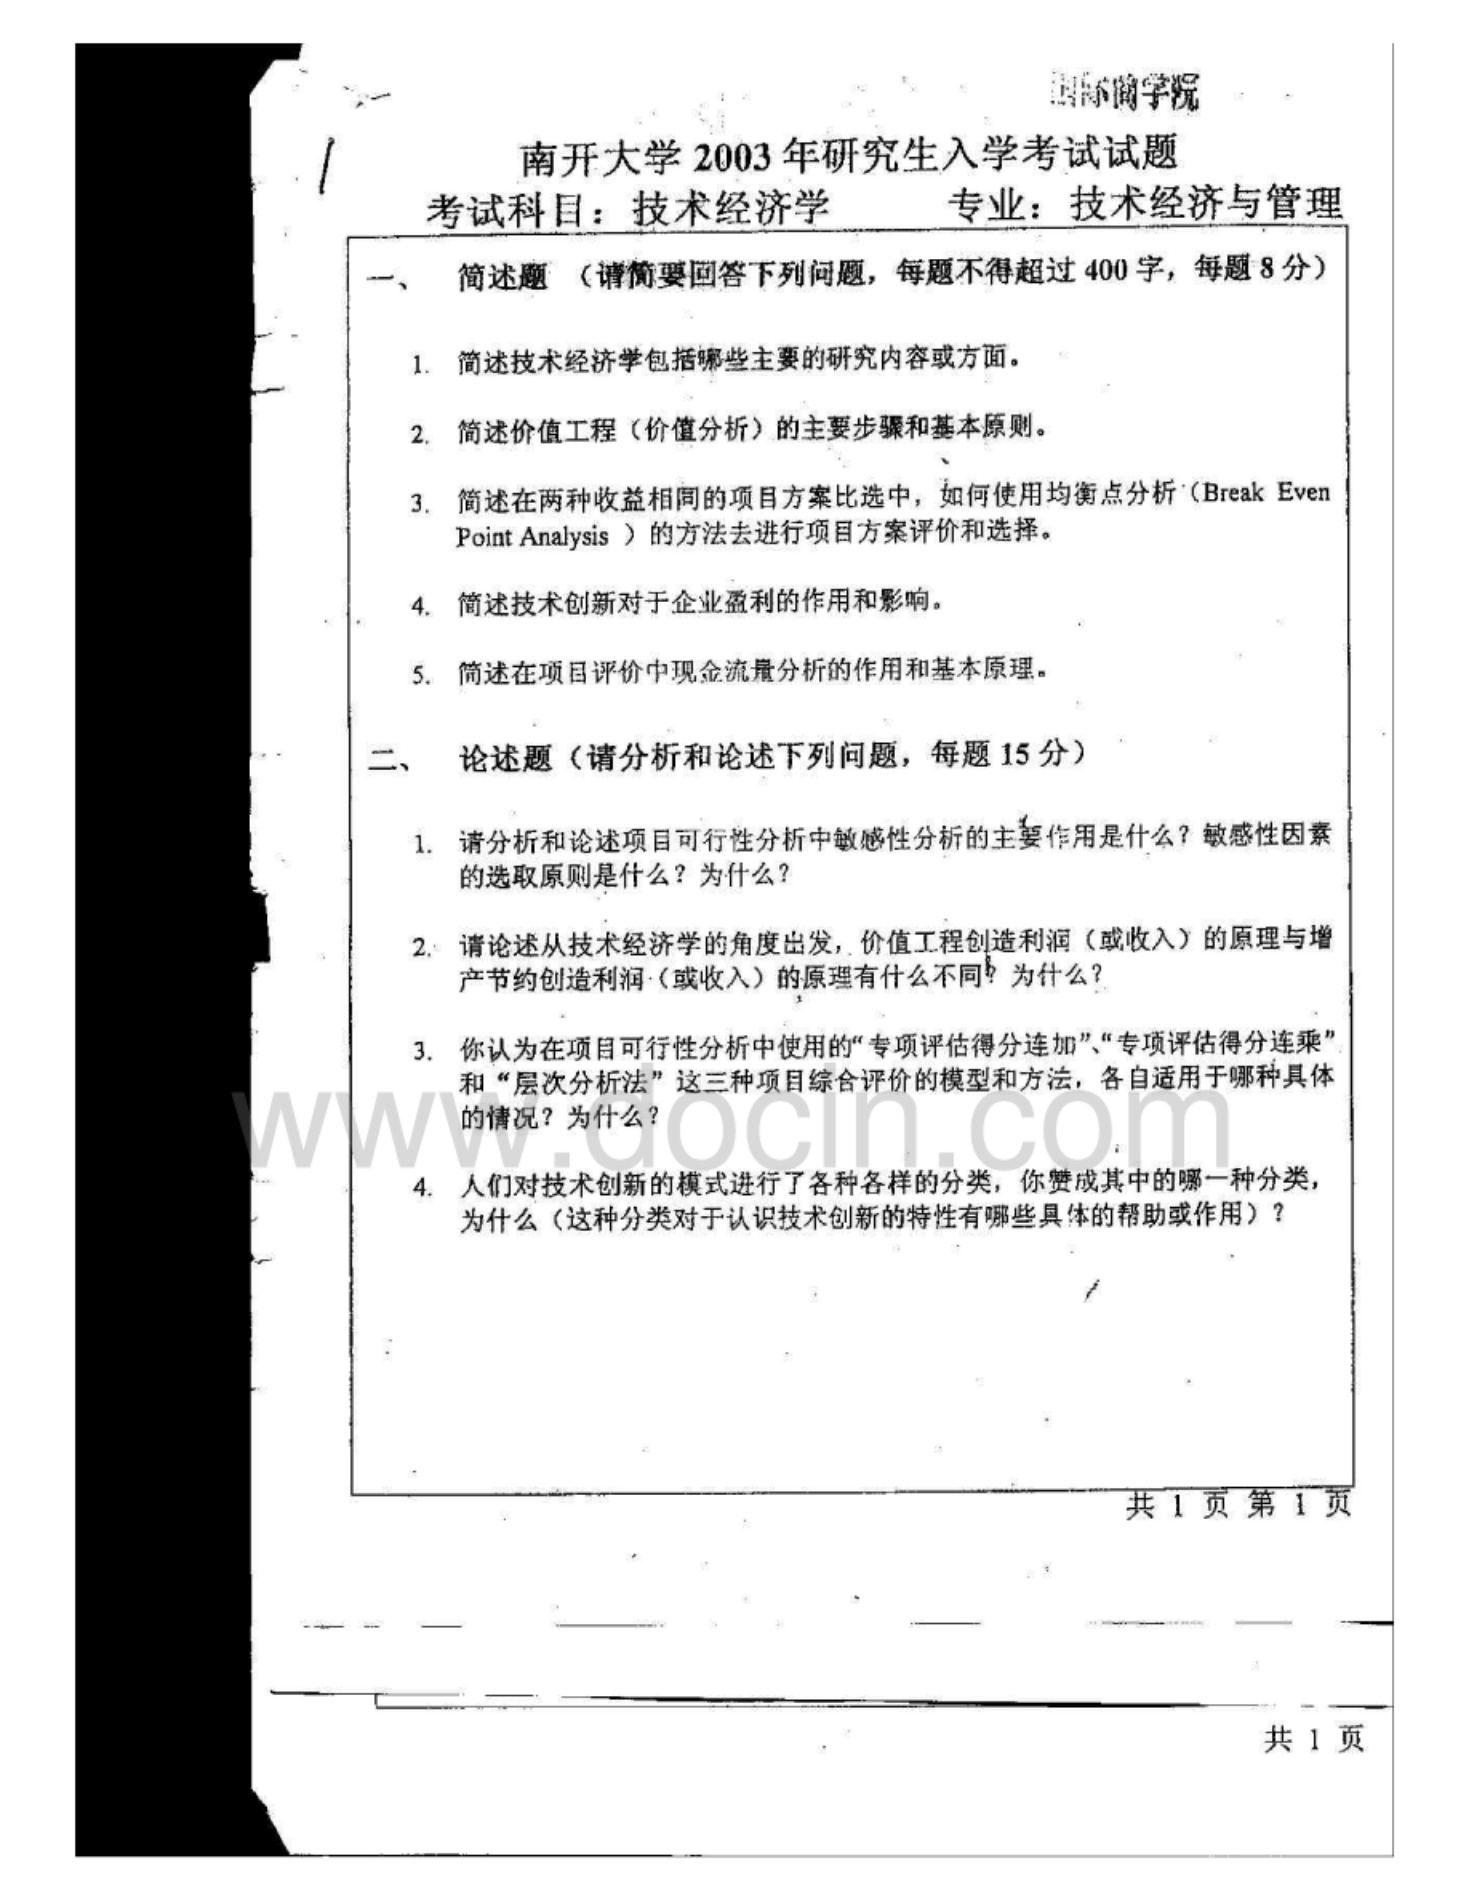 国际商学院
南开大学 2003 年研究生入学考试试题
考试科目：技术经济学 专业：技术经济与管理
一、 简述题 （请简要回答下列问题，每题不得超过 400 字，每题 8 分）
1. 简述技术经济学包括哪些主要的研究内容或方面。
2. 简述价值工程（价值分析）的主要步骤和基本原则。
3. 简述在两种收益相同的项目方案比选中，如何使用均衡点分析（Break Even
Point Analysis ）的方法去进行项目方案评价和选择。
4. 简述技术创新对于企业盈利的作用和影响。
5. 简述在项目评价中现金流量分析的作用和基本原理。
二、 论述题（请分析和论述下列问题，每题 15 分）
1. 请分析和论述项目可行性分析中敏感性分析的主要作用是什么？敏感性因素
的选取原则是什么？为什么？
2. 请论述从技术经济学的角度出发，价值工程创造利润（或收入）的原理与增
产节约创造利润（或收入）的原理有什么不同？为什么？
3. 你认为在项目可行性分析中使用的“专项评估得分连加”、“专项评估得分连乘”
和“层次分析法”这三种项目综合评价的模型和方法，各自适用于哪种具体
的情况？为什么？
www.docin.com
4. 人们对技术创新的模式进行了各种各样的分类，你赞成其中的哪一种分类，
为什么（这种分类对于认识技术创新的特性有哪些具体的帮助或作用）？
共 1 页 第 1 页
共 1 页